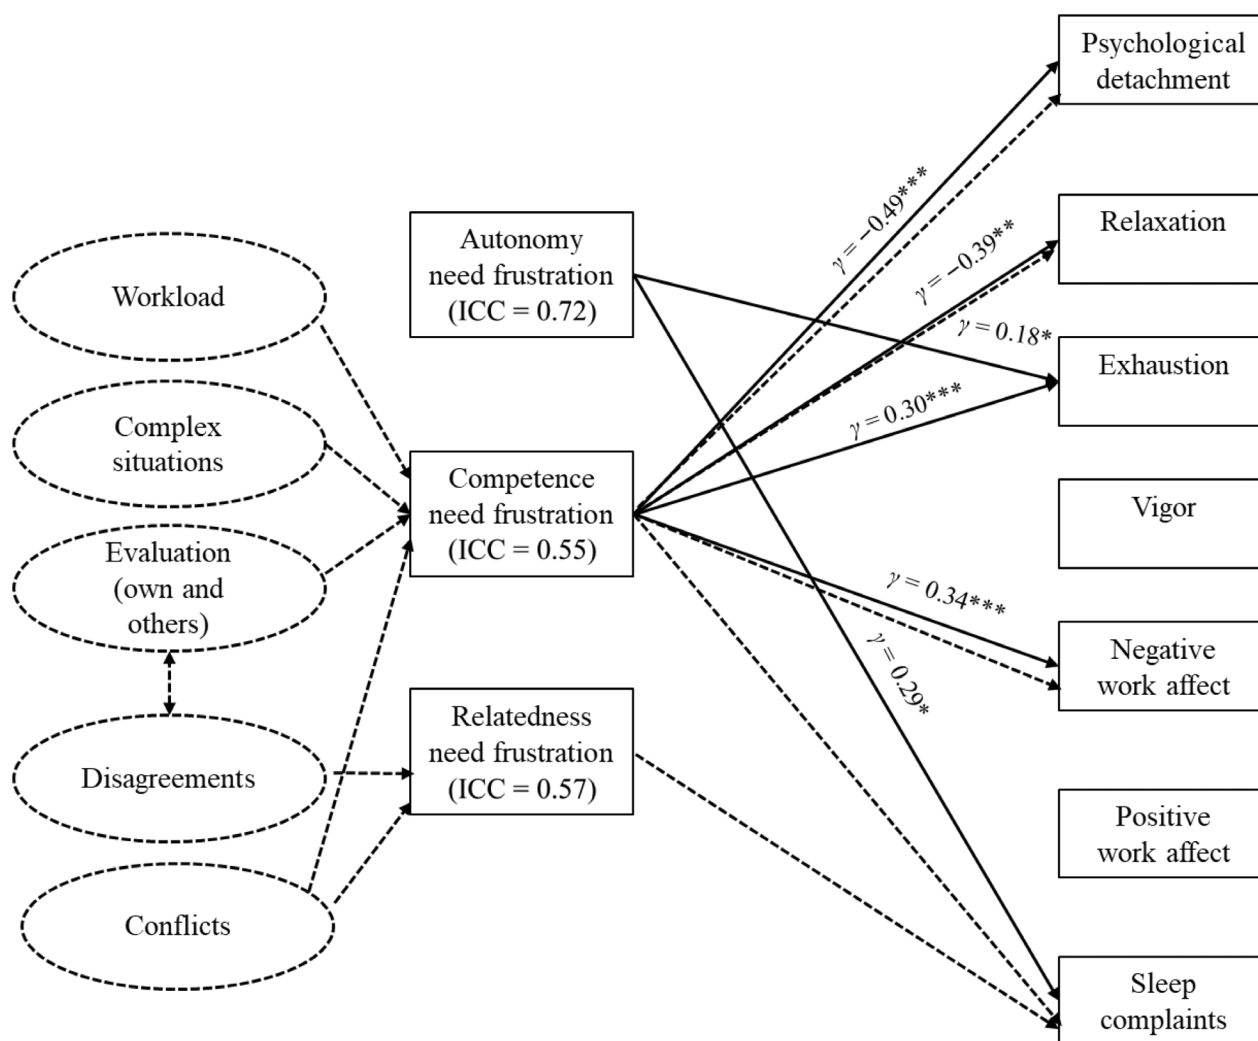 Workload
Complex
situations
Evaluation
(own and
others)
Disagreements
Conflicts
Autonomy
need frustration
(ICC = 0.72)
Competence
need frustration
(ICC = 0.55)
Relatedness
need frustration
(ICC = 0.57)
γ = −0.49***
γ = −0.39**
γ = 0.18*
γ = 0.30***
γ = 0.34***
γ = 0.29*
Psychological
detachment
Relaxation
Exhaustion
Vigor
Negative
work affect
Positive
work affect
Sleep
complaints